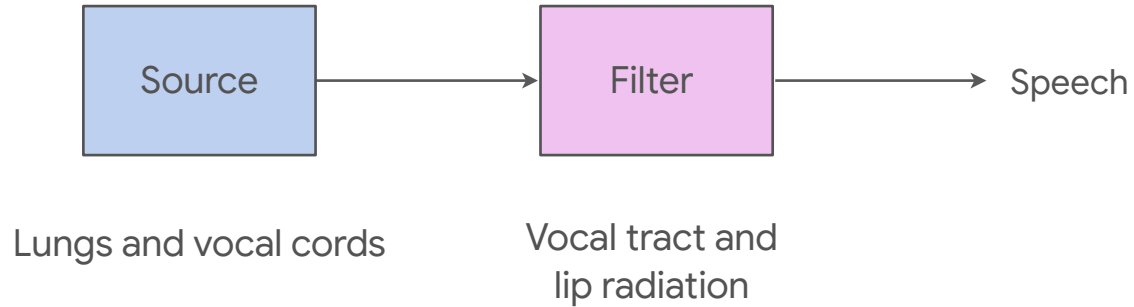 Source
Filter
Speech
Lungs and vocal cords
Vocal tract and
lip radiation